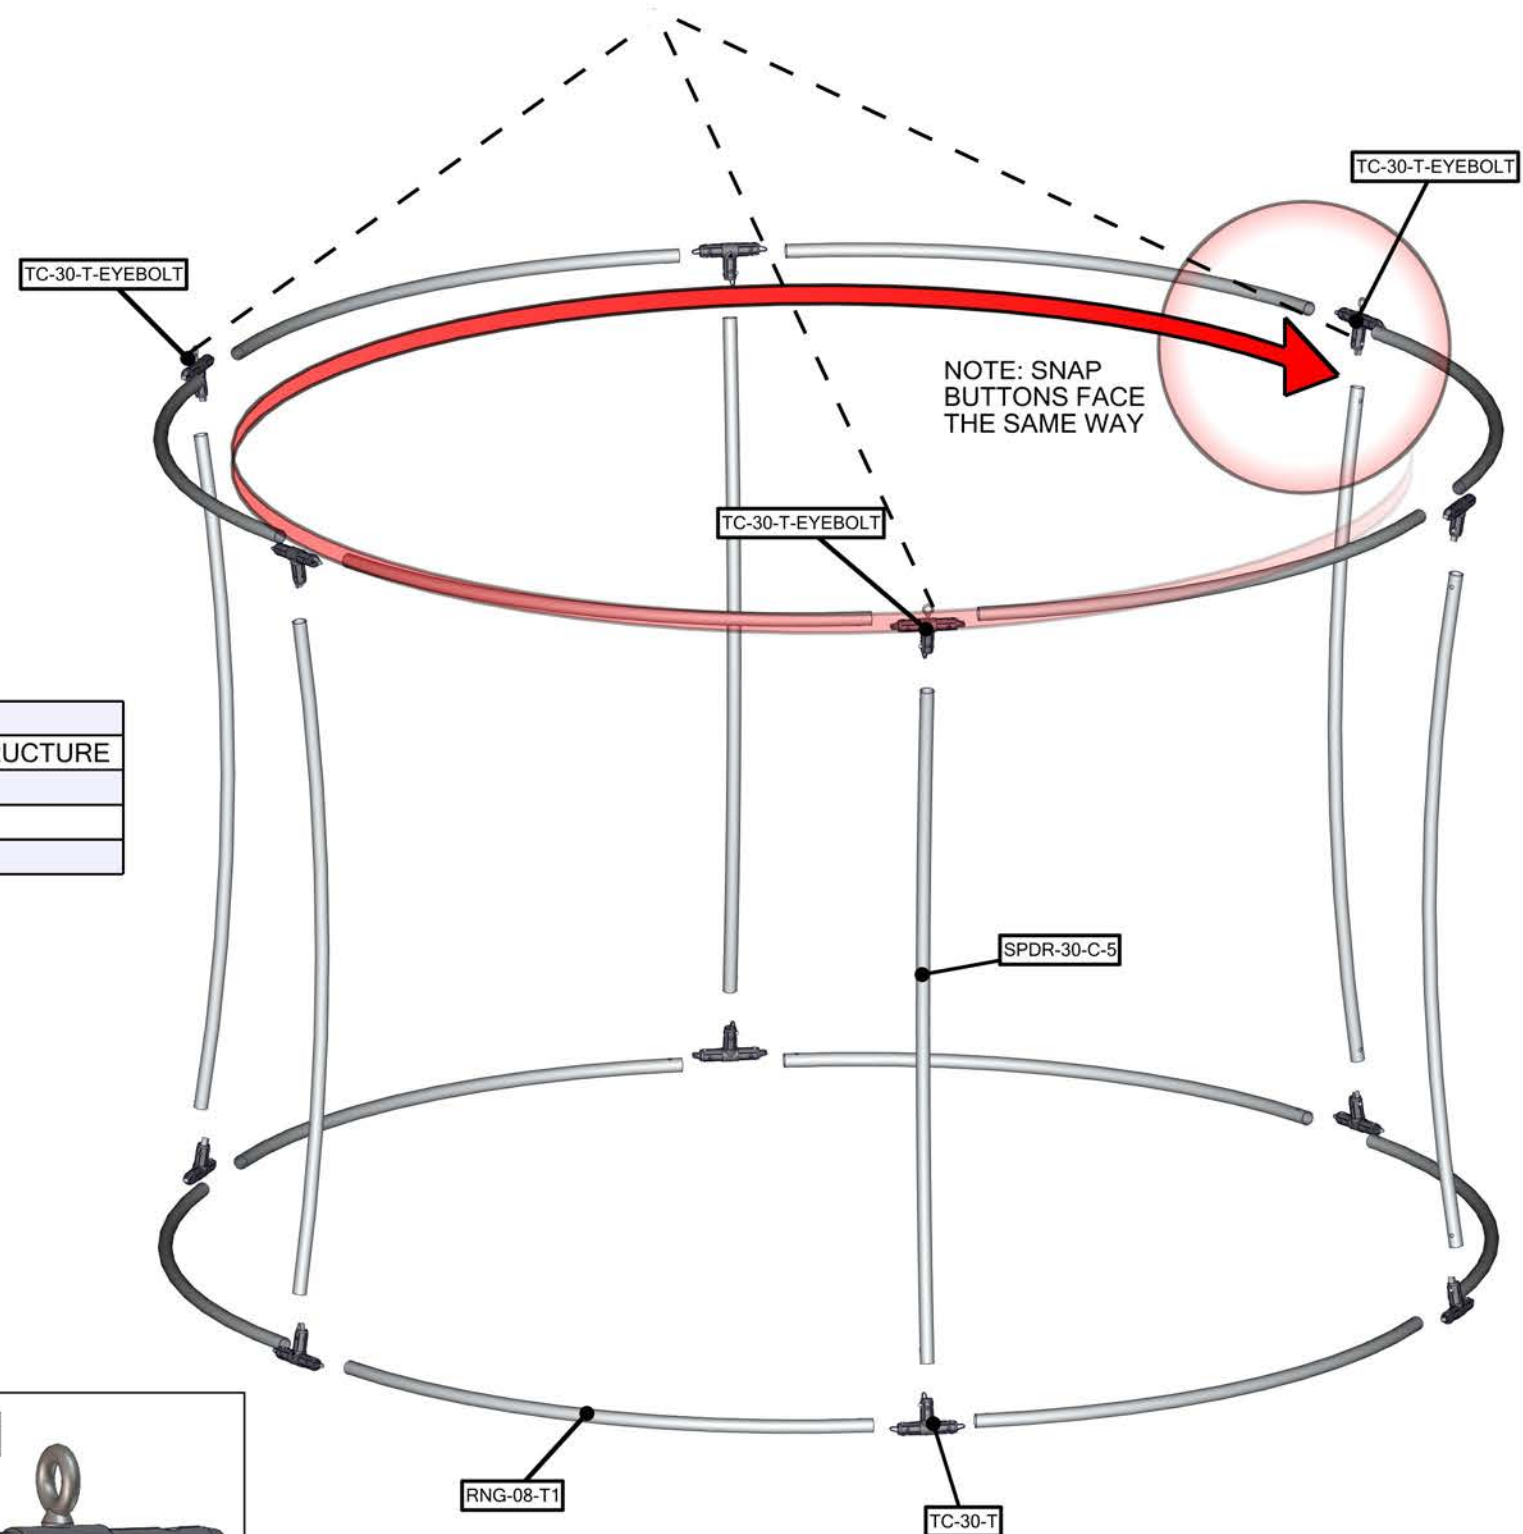 TC-30-T-EYEBOLT
TC-30-T-EYEBOLT
NOTE: SNAP
BUTTONS FACE
THE SAME WAY
TC-30-T-EYEBOLT
UCTURE
SPDR-30-C-5
RNG-08-T1
TC-30-T